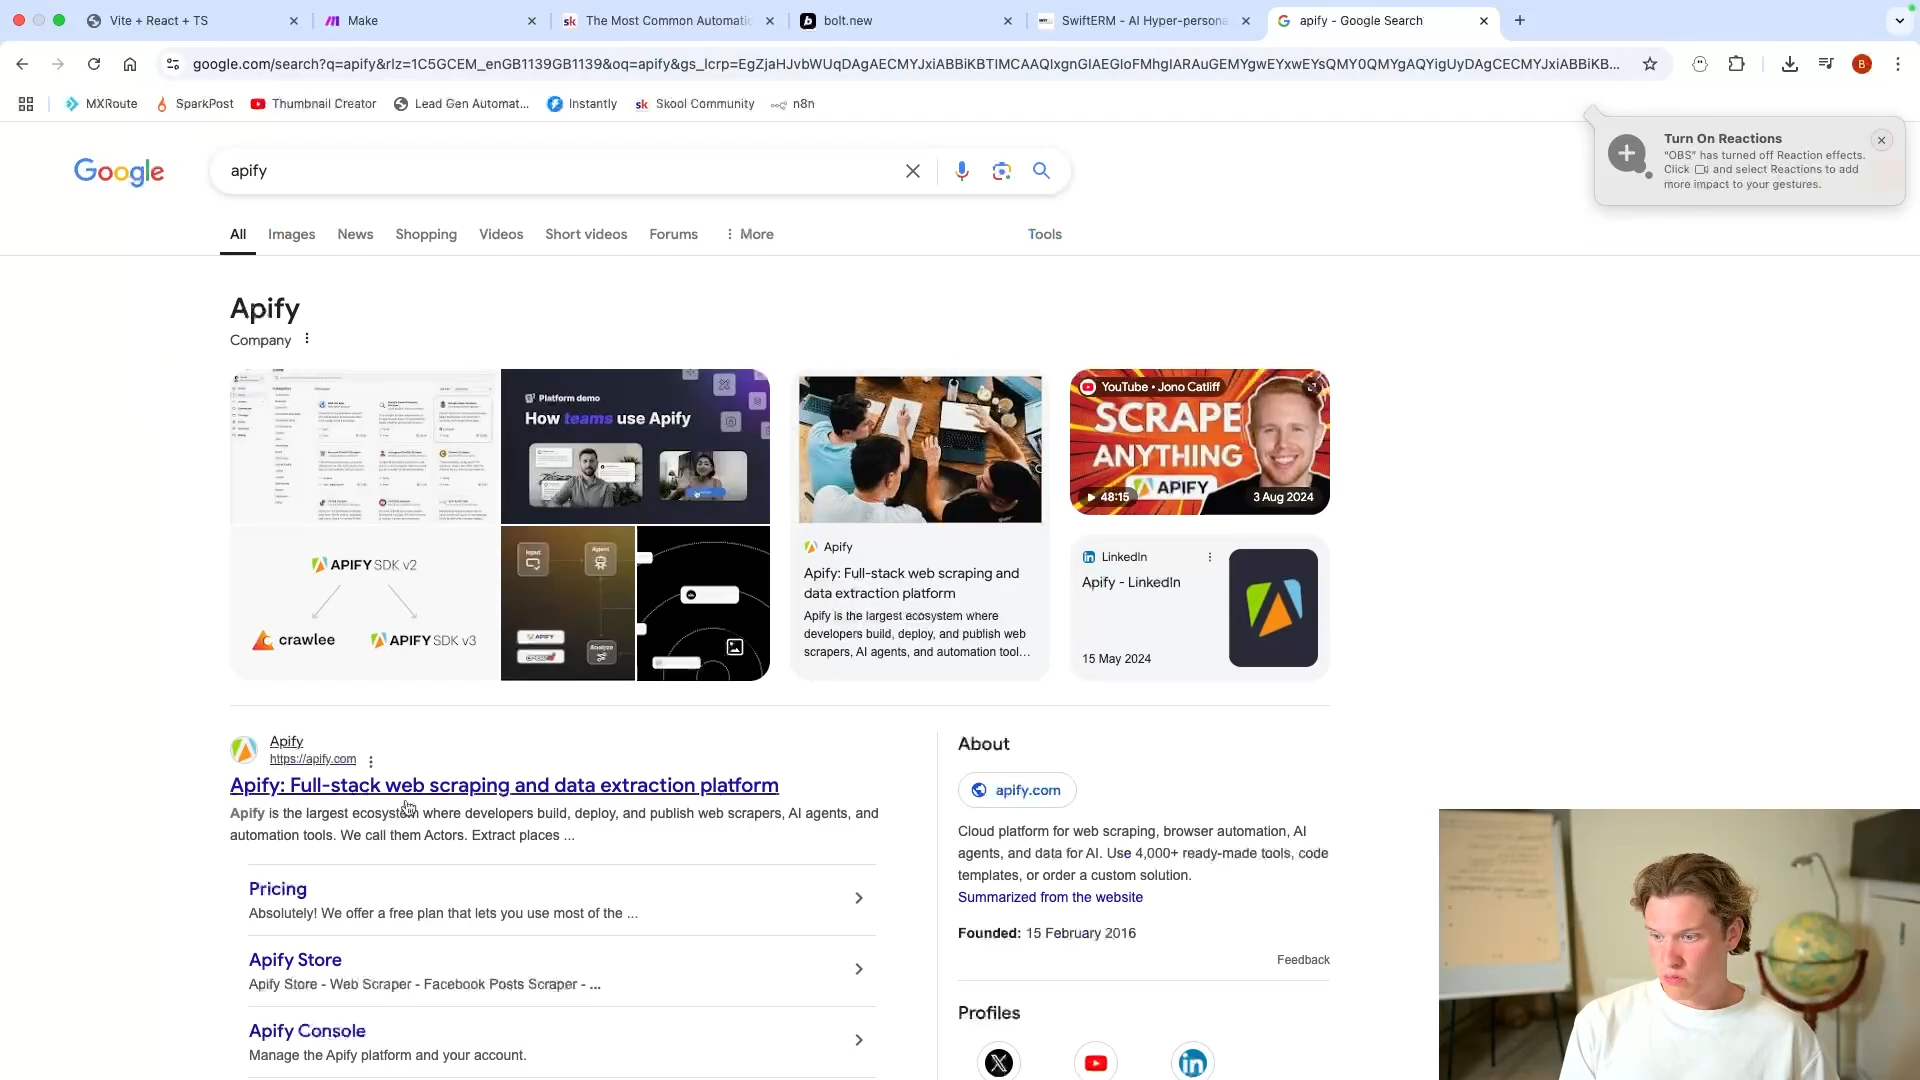 Vite + React + TS
Make
The Most Common Automatic
bolt.new
SwiftERM - AI Hyper-persona
apify - Google Search
google.com/search?q=apify&rlz=1C5GCEM_enGB1139GB1139&oq=apify&gs_lcrp=
MXRoute
SparkPost
Thumbnail Creator
Lead Gen Automat...
Instantly
sk Skool Community
n8n
Turn On Reactions
"OBS" has turned off Reaction effects.
Click and select Reactions to add
more impact to your gestures.
Google
apify
All
Images
News
Shopping
Videos
Short videos
Forums
More
Tools
Apify
Company
Platform demo
How teams use Apify
APIFY SDK v2
crawlee
APIFY SDK v3
Input
Agent
APIFY
Analyze
Apify
Apify: Full-stack web scraping and
data extraction platform
Apify is the largest ecosystem where
developers build, deploy, and publish web
scrapers, AI agents, and automation tool...
YouTube • Jono Catliff
SCRAPE
ANYTHING
APIFY
48:15
3 Aug 2024
LinkedIn
Apify - LinkedIn
15 May 2024
Apify
https://apify.com
Apify: Full-stack web scraping and data extraction platform
Apify is the largest ecosystem where developers build, deploy, and publish web scrapers, AI agents, and
automation tools. We call them Actors. Extract places ...
Pricing
Absolutely! We offer a free plan that lets you use most of the ...
Apify Store
Apify Store - Web Scraper - Facebook Posts Scraper - ...
Apify Console
Manage the Apify platform and your account.
About
apify.com
Cloud platform for web scraping, browser automation, AI
agents, and data for AI. Use 4,000+ ready-made tools, code
templates, or order a custom solution.
Summarized from the website
Founded: 15 February 2016
Feedback
Profiles